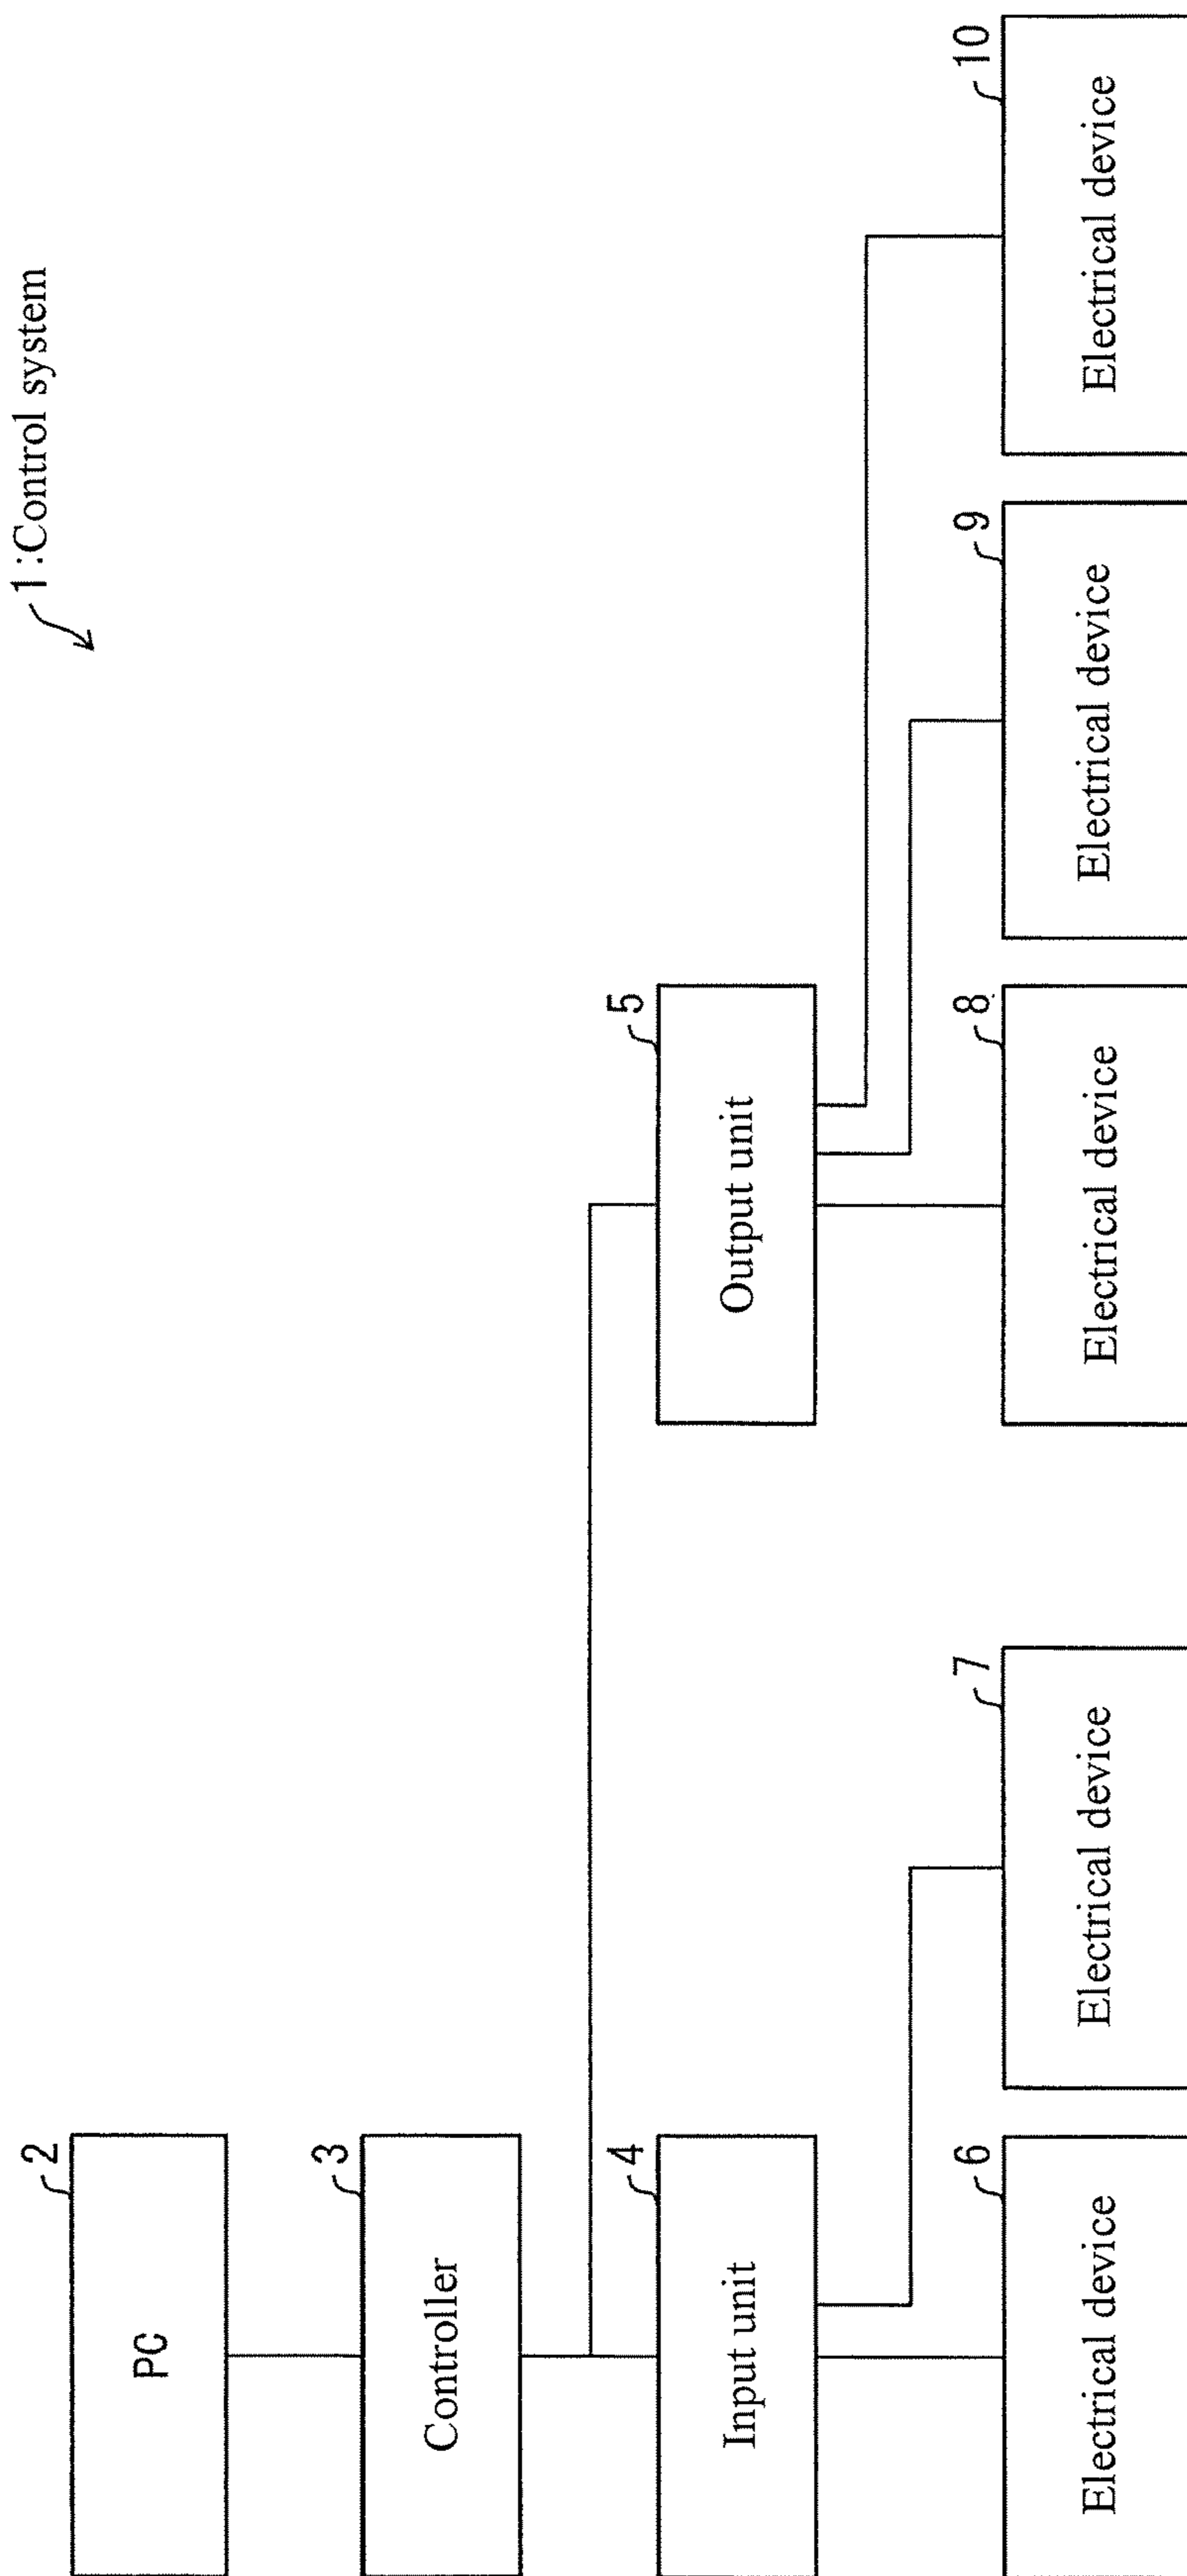 1:Control system
2
PC
3
Controller
4
Input unit
5
Output unit
6
Electrical device
7
Electrical device
8
Electrical device
9
Electrical device
10
Electrical device